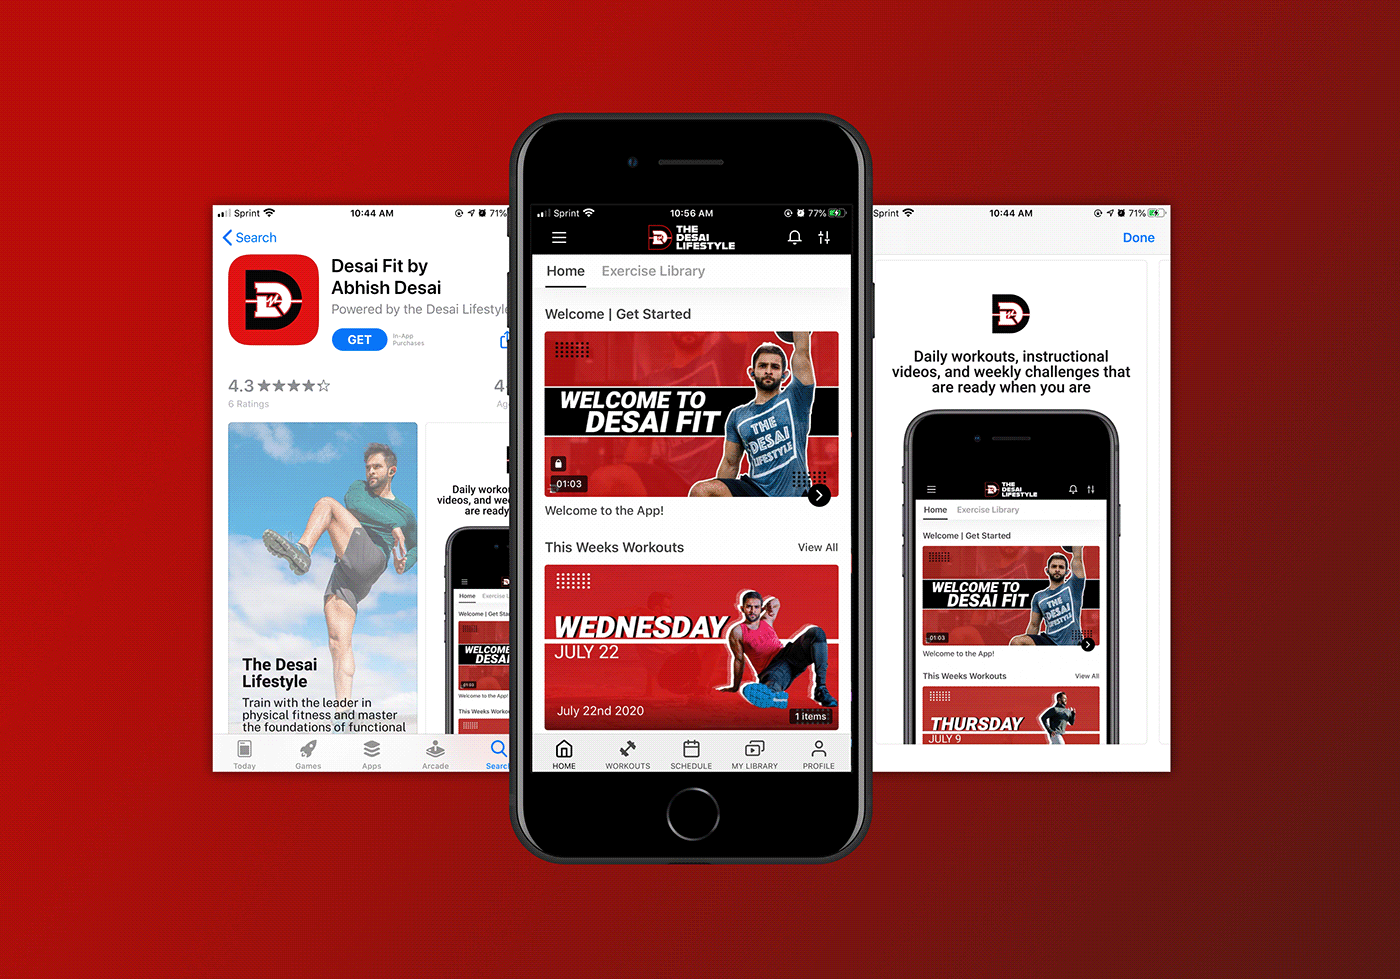 Sprint
10:44 AM
71%
Search
Desai Fit by
Abhish Desai
Powered by the Desai Lifestyle
GET
In-App
Purchases
4.3
6 Ratings
4
The Desai
Lifestyle
Train with the leader in
physical fitness and master
the foundations of functional
Daily
videos, and
are ready
Home
Exercise
Welcome | Get
WELCOME
DESAI
01:03
Welcome to the App!
This Weeks Workouts
Today
Games
Apps
Arcade
Search
Sprint
10:56 AM
77%
THE
DESAI
LIFESTYLE
Home
Exercise Library
Welcome | Get Started
WELCOME TO
DESAI FIT
THE
DESAI
LIFESTYLE
01:03
Welcome to the App!
This Weeks Workouts
View All
WEDNESDAY
JULY 22
July 22nd 2020
1 items
HOME
WORKOUTS
SCHEDULE
MY LIBRARY
PROFILE
Sprint
10:44 AM
71%
Done
Daily workouts, instructional
videos, and weekly challenges that
are ready when you are
THE
DESAI
LIFESTYLE
Home
Exercise Library
Welcome | Get Started
WELCOME TO
DESAI FIT
THE
DESAI
LIFESTYLE
01:03
Welcome to the App!
This Weeks Workouts
View All
THURSDAY
JULY 9